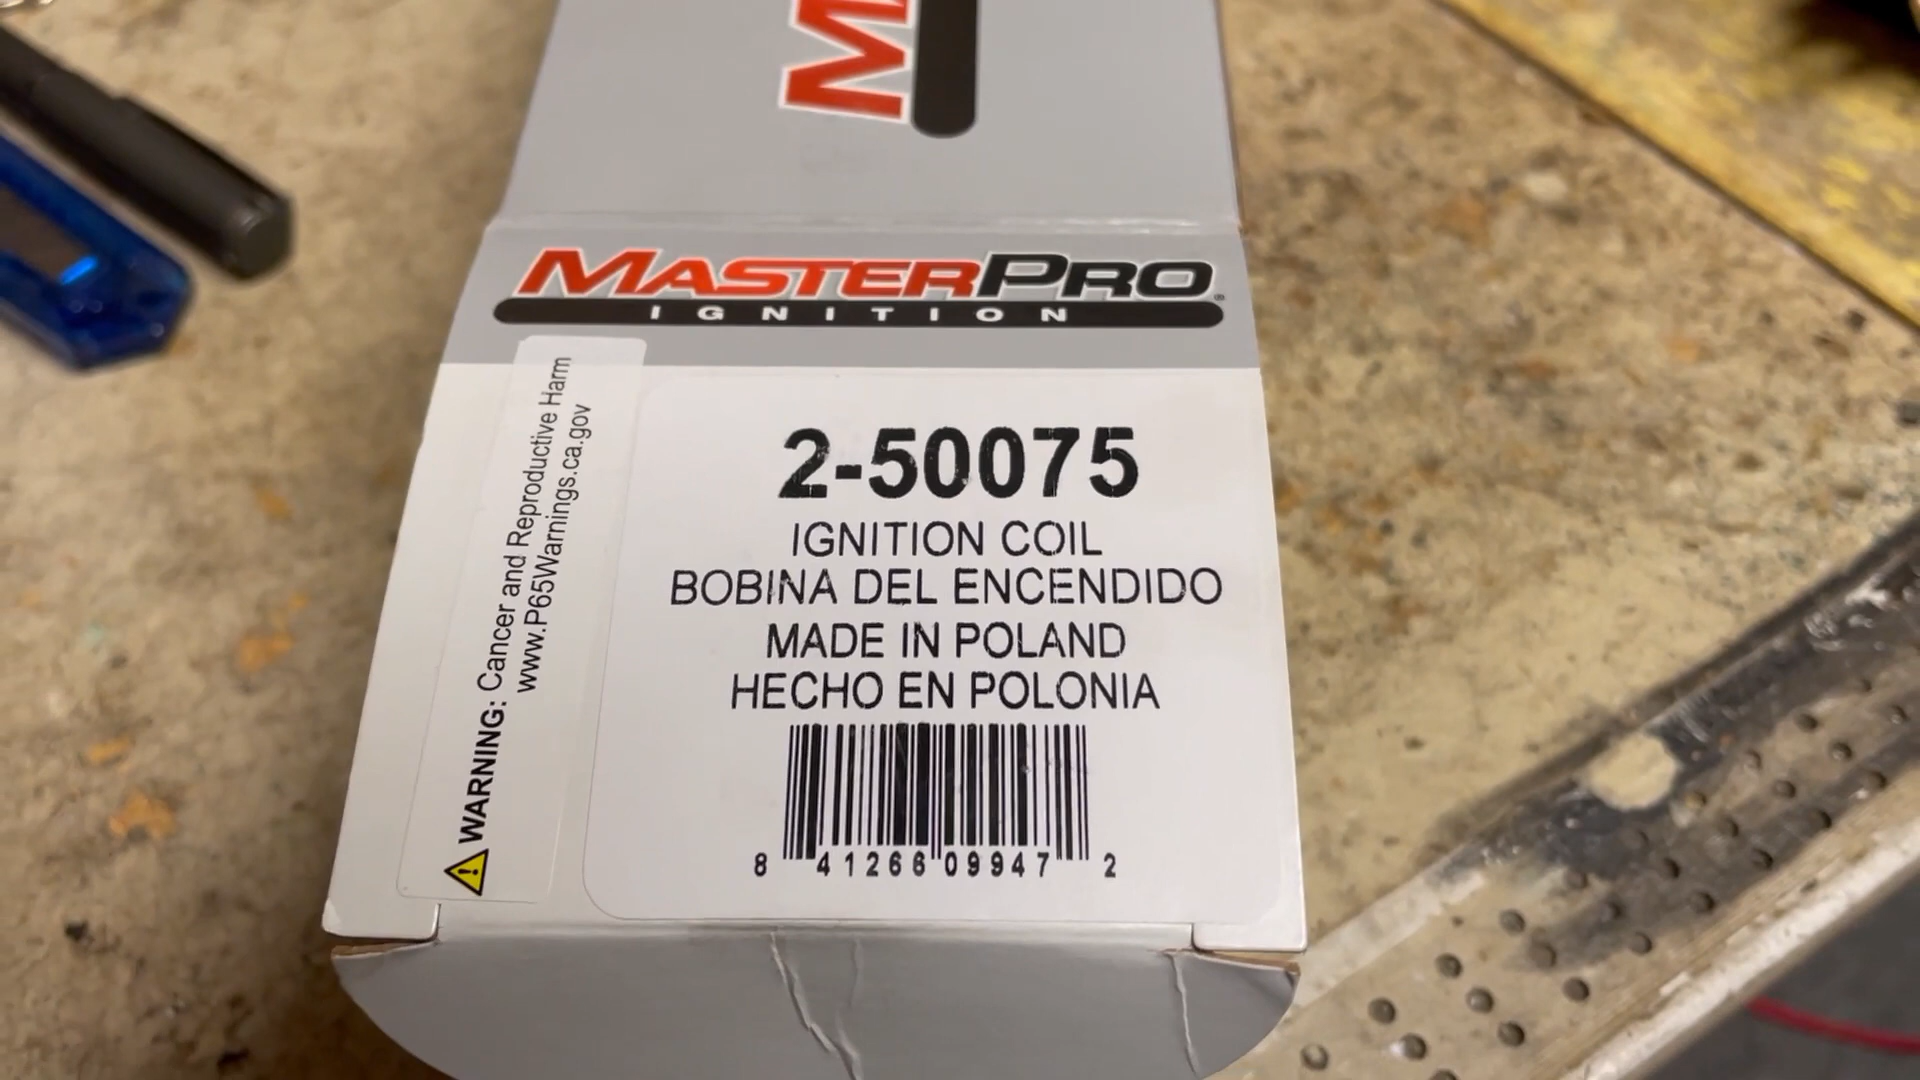 M
MASTERPRO®
IGNITION
⚠ WARNING: Cancer and Reproductive Harm
www.P65Warnings.ca.gov
2-50075
IGNITION COIL
BOBINA DEL ENCENDIDO
MADE IN POLAND
HECHO EN POLONIA
8 41266 09947 2